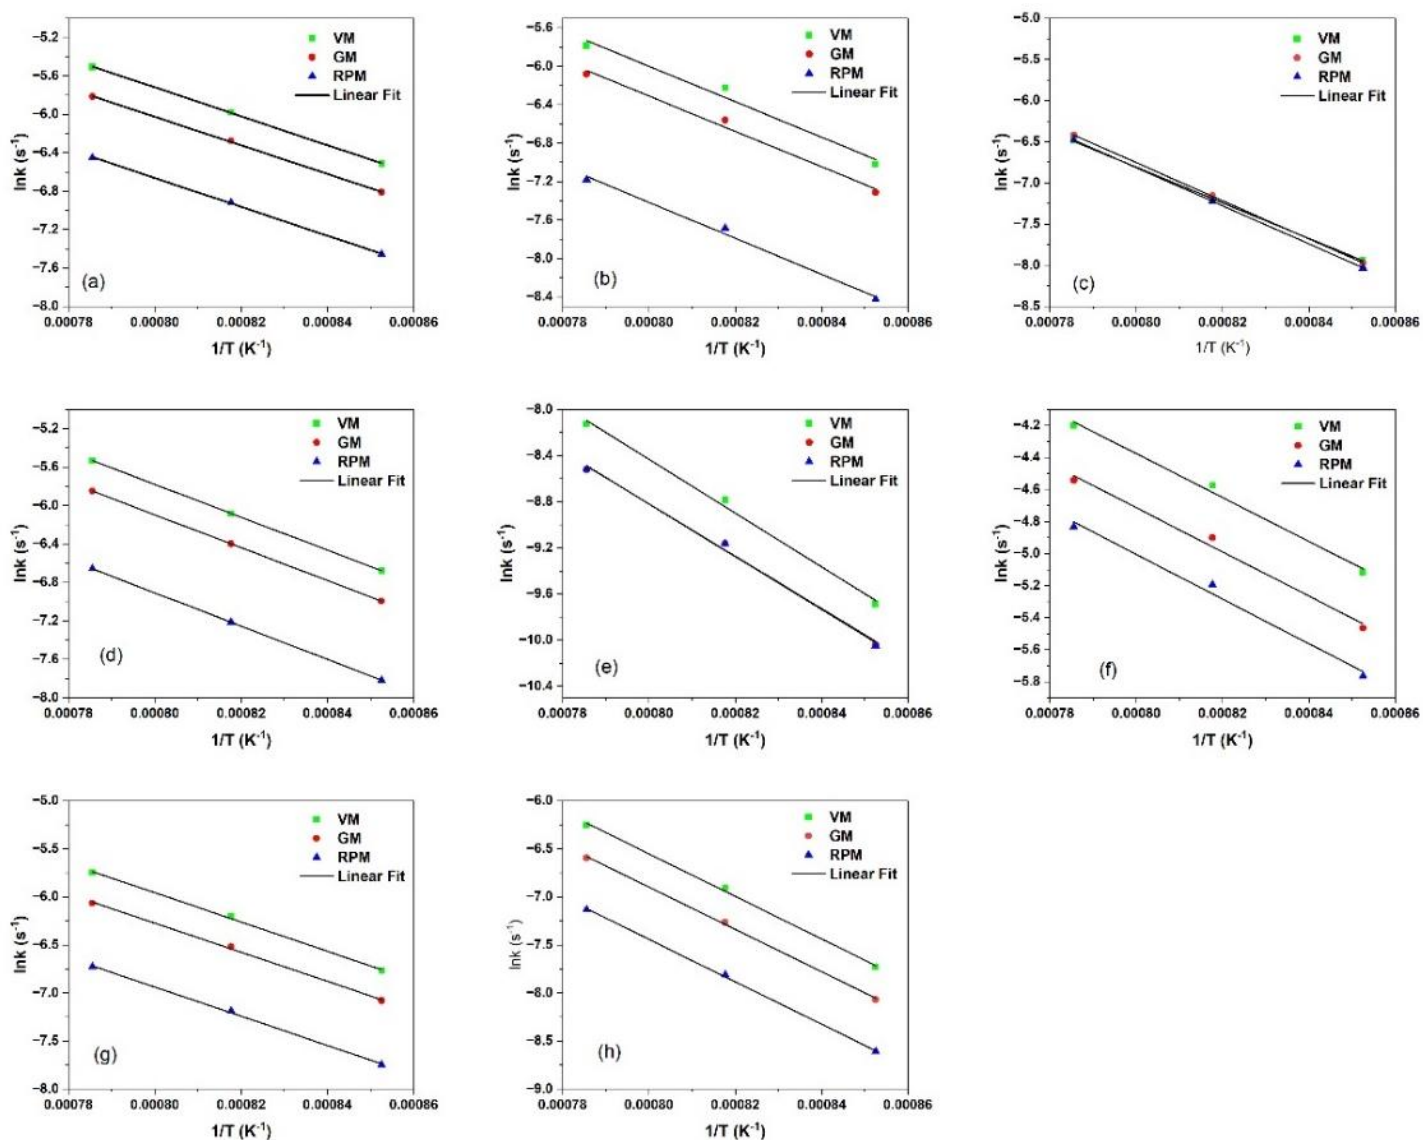 −5.2
−5.6
−6.0
−6.4
−6.8
−7.2
−7.6
−8.0
lnk (s⁻¹)
VM
GM
RPM
Linear Fit
(a)
0.00078 0.00080 0.00082 0.00084 0.00086
1/T (K⁻¹)
−5.6
−6.0
−6.4
−6.8
−7.2
−7.6
−8.0
−8.4
lnk (s⁻¹)
VM
GM
RPM
Linear Fit
(b)
0.00078 0.00080 0.00082 0.00084 0.00086
1/T (K⁻¹)
−5.0
−5.5
−6.0
−6.5
−7.0
−7.5
−8.0
−8.5
lnk (s⁻¹)
VM
GM
RPM
Linear Fit
(c)
0.00078 0.00080 0.00082 0.00084 0.00086
1/T (K⁻¹)
−5.2
−5.6
−6.0
−6.4
−6.8
−7.2
−7.6
−8.0
lnk (s⁻¹)
VM
GM
RPM
Linear Fit
(d)
0.00078 0.00080 0.00082 0.00084 0.00086
1/T (K⁻¹)
−8.0
−8.4
−8.8
−9.2
−9.6
−10.0
−10.4
lnk (s⁻¹)
VM
GM
RPM
Linear Fit
(e)
0.00078 0.00080 0.00082 0.00084 0.00086
1/T (K⁻¹)
−4.2
−4.4
−4.6
−4.8
−5.0
−5.2
−5.4
−5.6
−5.8
lnk (s⁻¹)
VM
GM
RPM
Linear Fit
(f)
0.00078 0.00080 0.00082 0.00084 0.00086
1/T (K⁻¹)
−5.0
−5.5
−6.0
−6.5
−7.0
−7.5
−8.0
lnk (s⁻¹)
VM
GM
RPM
Linear Fit
(g)
0.00078 0.00080 0.00082 0.00084 0.00086
1/T (K⁻¹)
−6.0
−6.5
−7.0
−7.5
−8.0
−8.5
−9.0
lnk (s⁻¹)
VM
GM
RPM
Linear Fit
(h)
0.00078 0.00080 0.00082 0.00084 0.00086
1/T (K⁻¹)